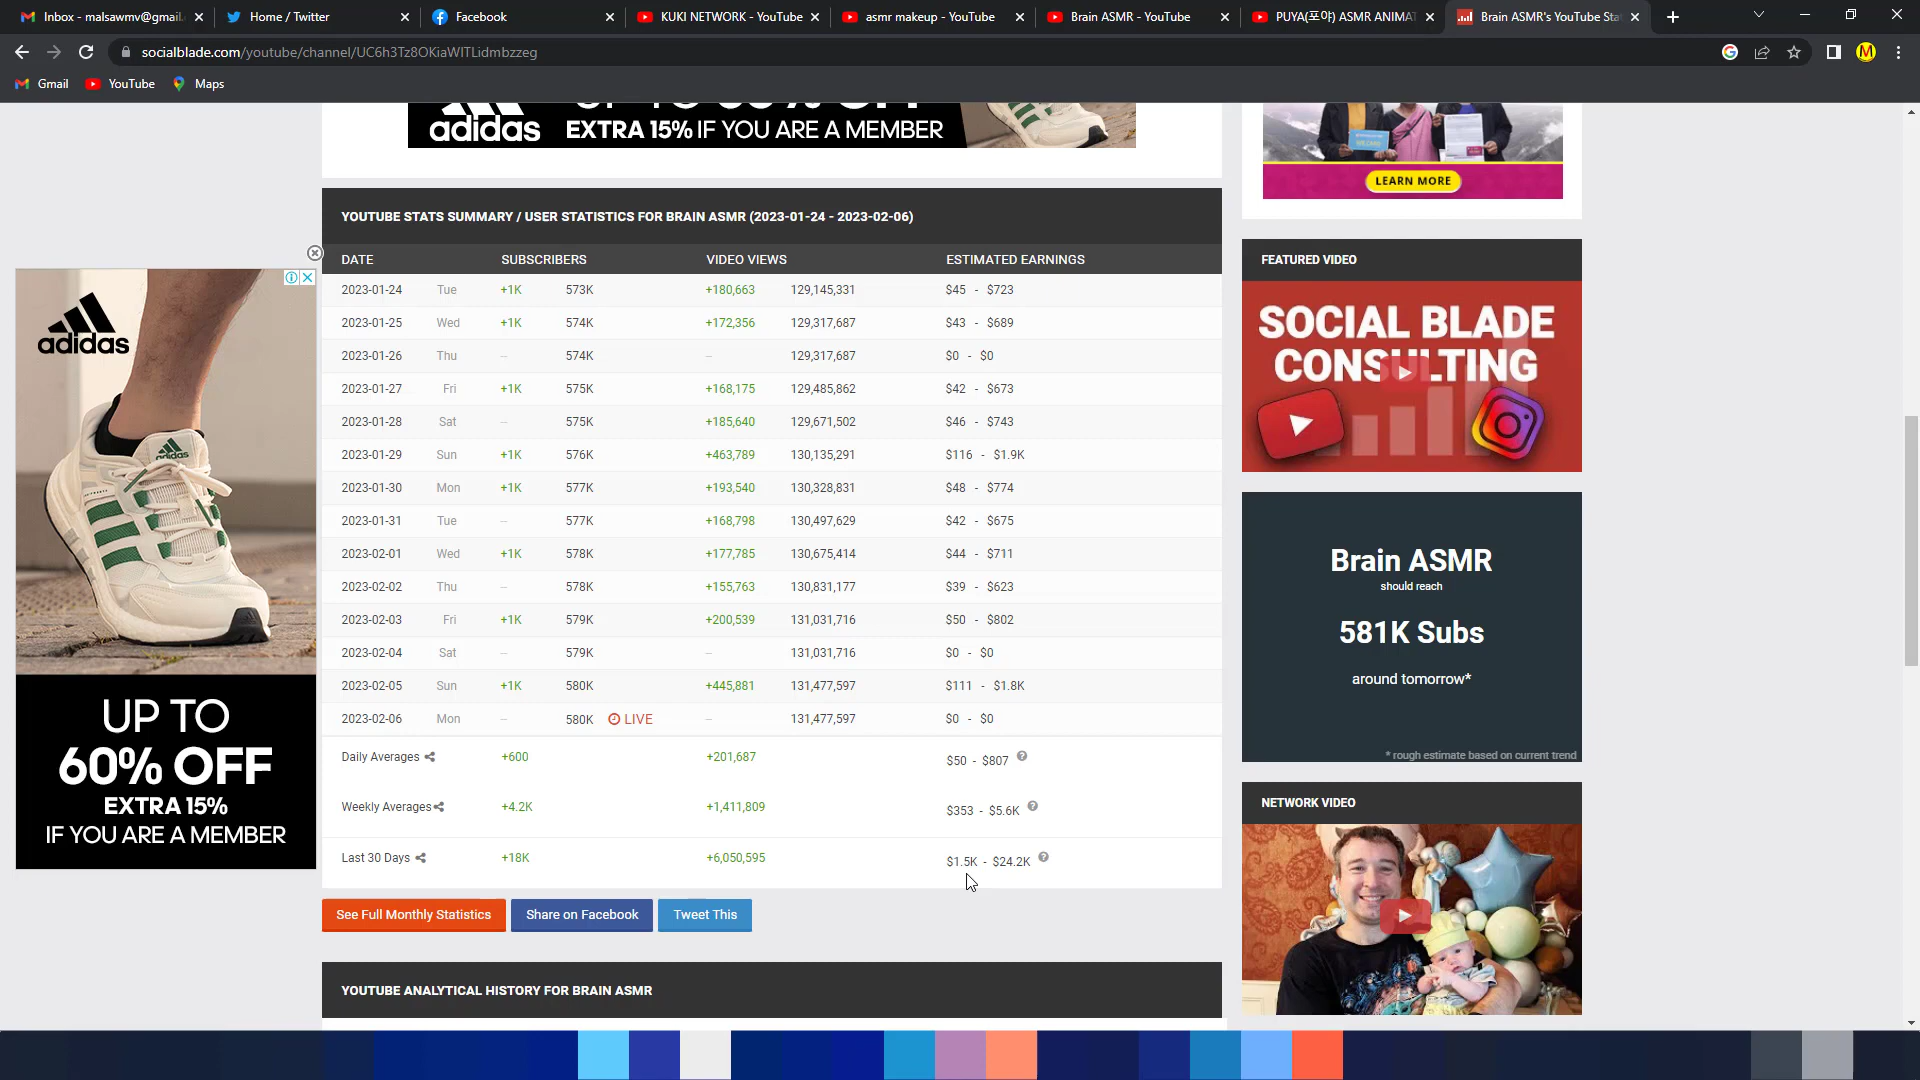 Inbox - malsawmv@gmail.
Home / Twitter
Facebook
KUKI NETWORK - YouTube
asmr makeup - YouTube
Brain ASMR - YouTube
PUYA(포야) ASMR ANIMAT
Brain ASMR's YouTube Stat
socialblade.com/youtube/channel/UC6h3Tz8OKiaWlTLidmbzzeg
M
Gmail
YouTube
Maps
adidas
EXTRA 15% IF YOU ARE A MEMBER
LEARN MORE
YOUTUBE STATS SUMMARY / USER STATISTICS FOR BRAIN ASMR (2023-01-24 - 2023-02-06)
DATE SUBSCRIBERS VIDEO VIEWS ESTIMATED EARNINGS
2023-01-24 Tue +1K 573K +180,663 129,145,331 $45 - $723
2023-01-25 Wed +1K 574K +172,356 129,317,687 $43 - $689
2023-01-26 Thu -- 574K -- 129,317,687 $0 - $0
2023-01-27 Fri +1K 575K +168,175 129,485,862 $42 - $673
2023-01-28 Sat -- 575K +185,640 129,671,502 $46 - $743
2023-01-29 Sun +1K 576K +463,789 130,135,291 $116 - $1.9K
2023-01-30 Mon +1K 577K +193,540 130,328,831 $48 - $774
2023-01-31 Tue -- 577K +168,798 130,497,629 $42 - $675
2023-02-01 Wed +1K 578K +177,785 130,675,414 $44 - $711
2023-02-02 Thu -- 578K +155,763 130,831,177 $39 - $623
2023-02-03 Fri +1K 579K +200,539 131,031,716 $50 - $802
2023-02-04 Sat -- 579K -- 131,031,716 $0 - $0
2023-02-05 Sun +1K 580K +445,881 131,477,597 $111 - $1.8K
2023-02-06 Mon -- 580K LIVE -- 131,477,597 $0 - $0
Daily Averages +600 +201,687 $50 - $807
Weekly Averages +4.2K +1,411,809 $353 - $5.6K
Last 30 Days +18K +6,050,595 $1.5K - $24.2K
See Full Monthly Statistics
Share on Facebook
Tweet This
YOUTUBE ANALYTICAL HISTORY FOR BRAIN ASMR
adidas
adidas
UP TO
60% OFF
EXTRA 15%
IF YOU ARE A MEMBER
FEATURED VIDEO
SOCIAL BLADE
CONSULTING
Brain ASMR
should reach
581K Subs
around tomorrow*
* rough estimate based on current trend
NETWORK VIDEO